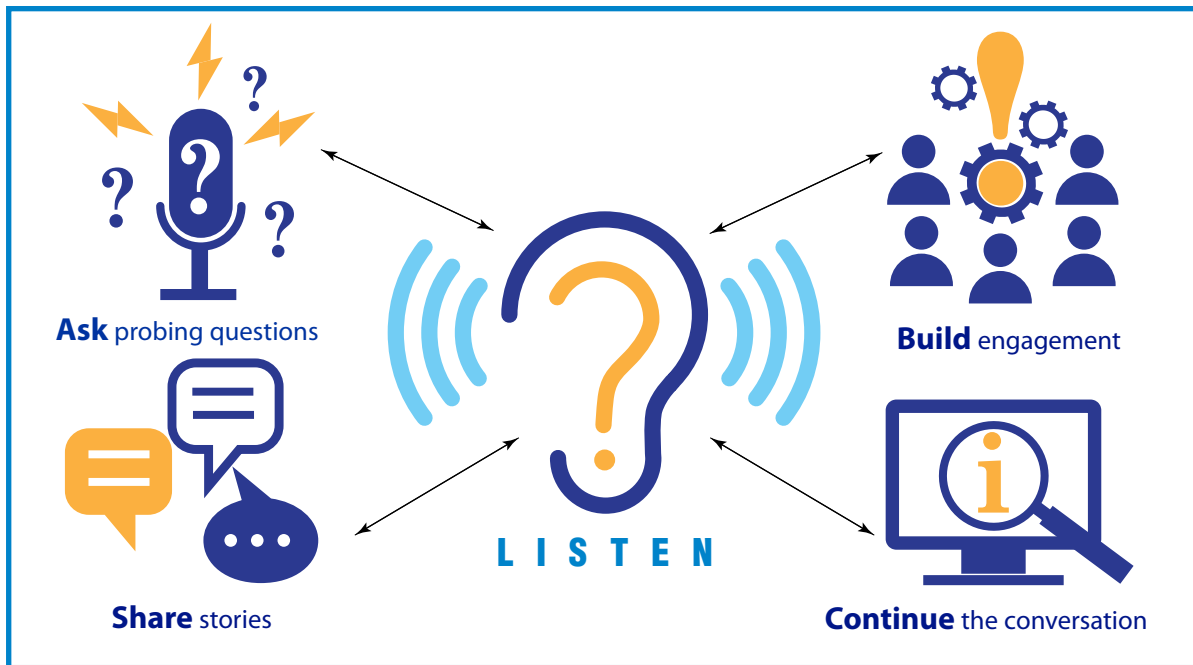 ?
?
?
?
Ask probing questions
!
Build engagement
?
LISTEN
Share stories
i
Continue the conversation